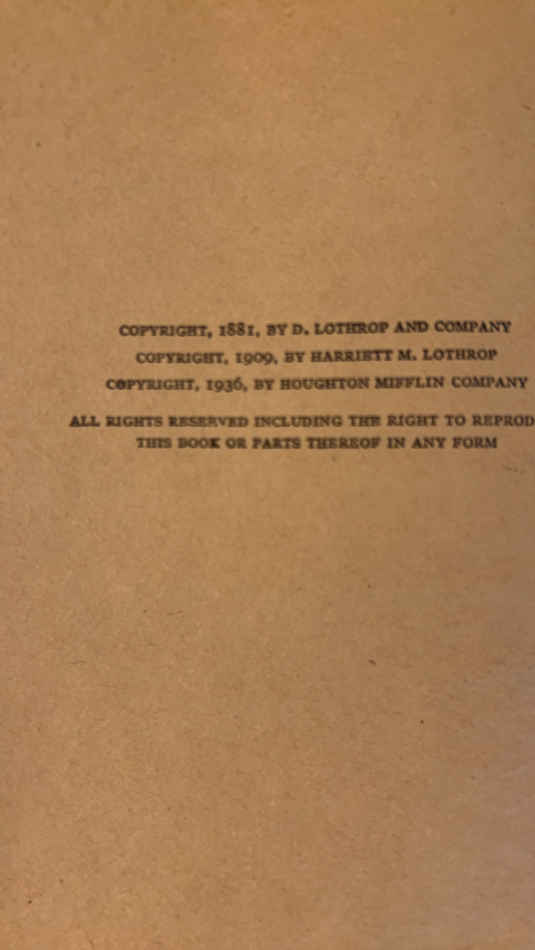 COPYRIGHT, 1881, BY D. LOTHROP AND COMPANY
COPYRIGHT, 1909, BY HARRIETT M. LOTHROP
COPYRIGHT, 1936, BY HOUGHTON MIFFLIN COMPANY
ALL RIGHTS RESERVED INCLUDING THE RIGHT TO REPROD
THIS BOOK OR PARTS THEREOF IN ANY FORM